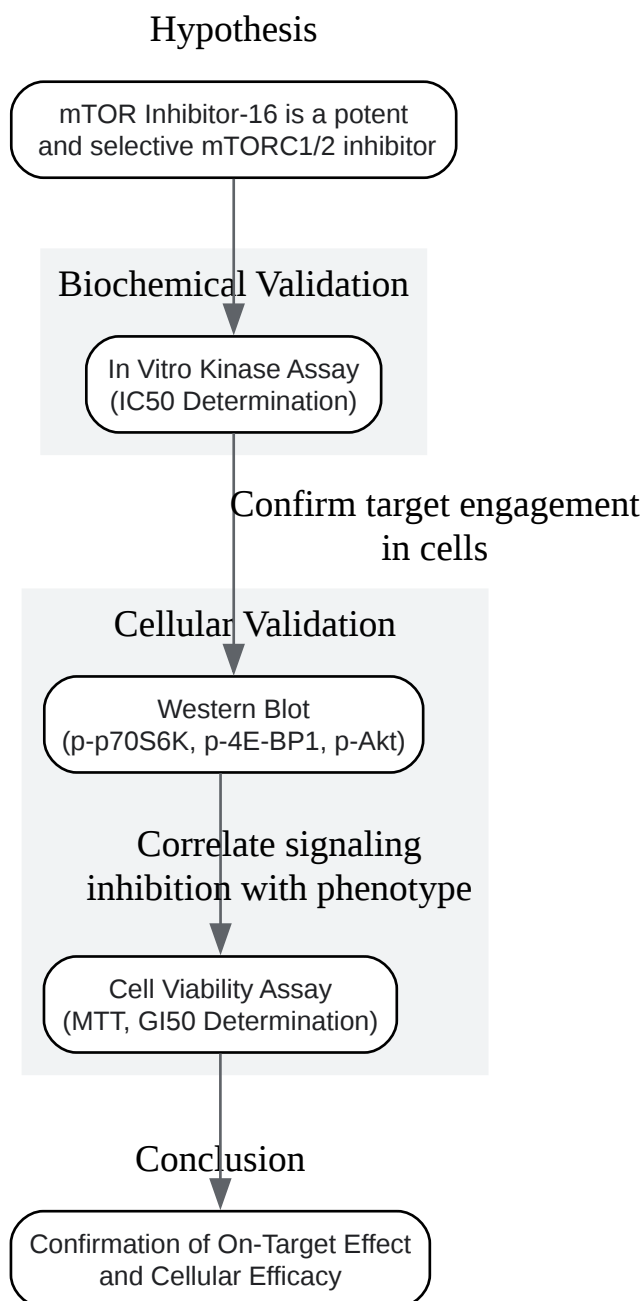 Hypothesis
mTOR Inhibitor-16 is a potent
and selective mTORC1/2 inhibitor
Biochemical Validation
In Vitro Kinase Assay
(IC50 Determination)
Confirm target engagement
in cells
Cellular Validation
Western Blot
(p-p70S6K, p-4E-BP1, p-Akt)
Correlate signaling
inhibition with phenotype
Cell Viability Assay
(MTT, GI50 Determination)
Conclusion
Confirmation of On-Target Effect
and Cellular Efficacy